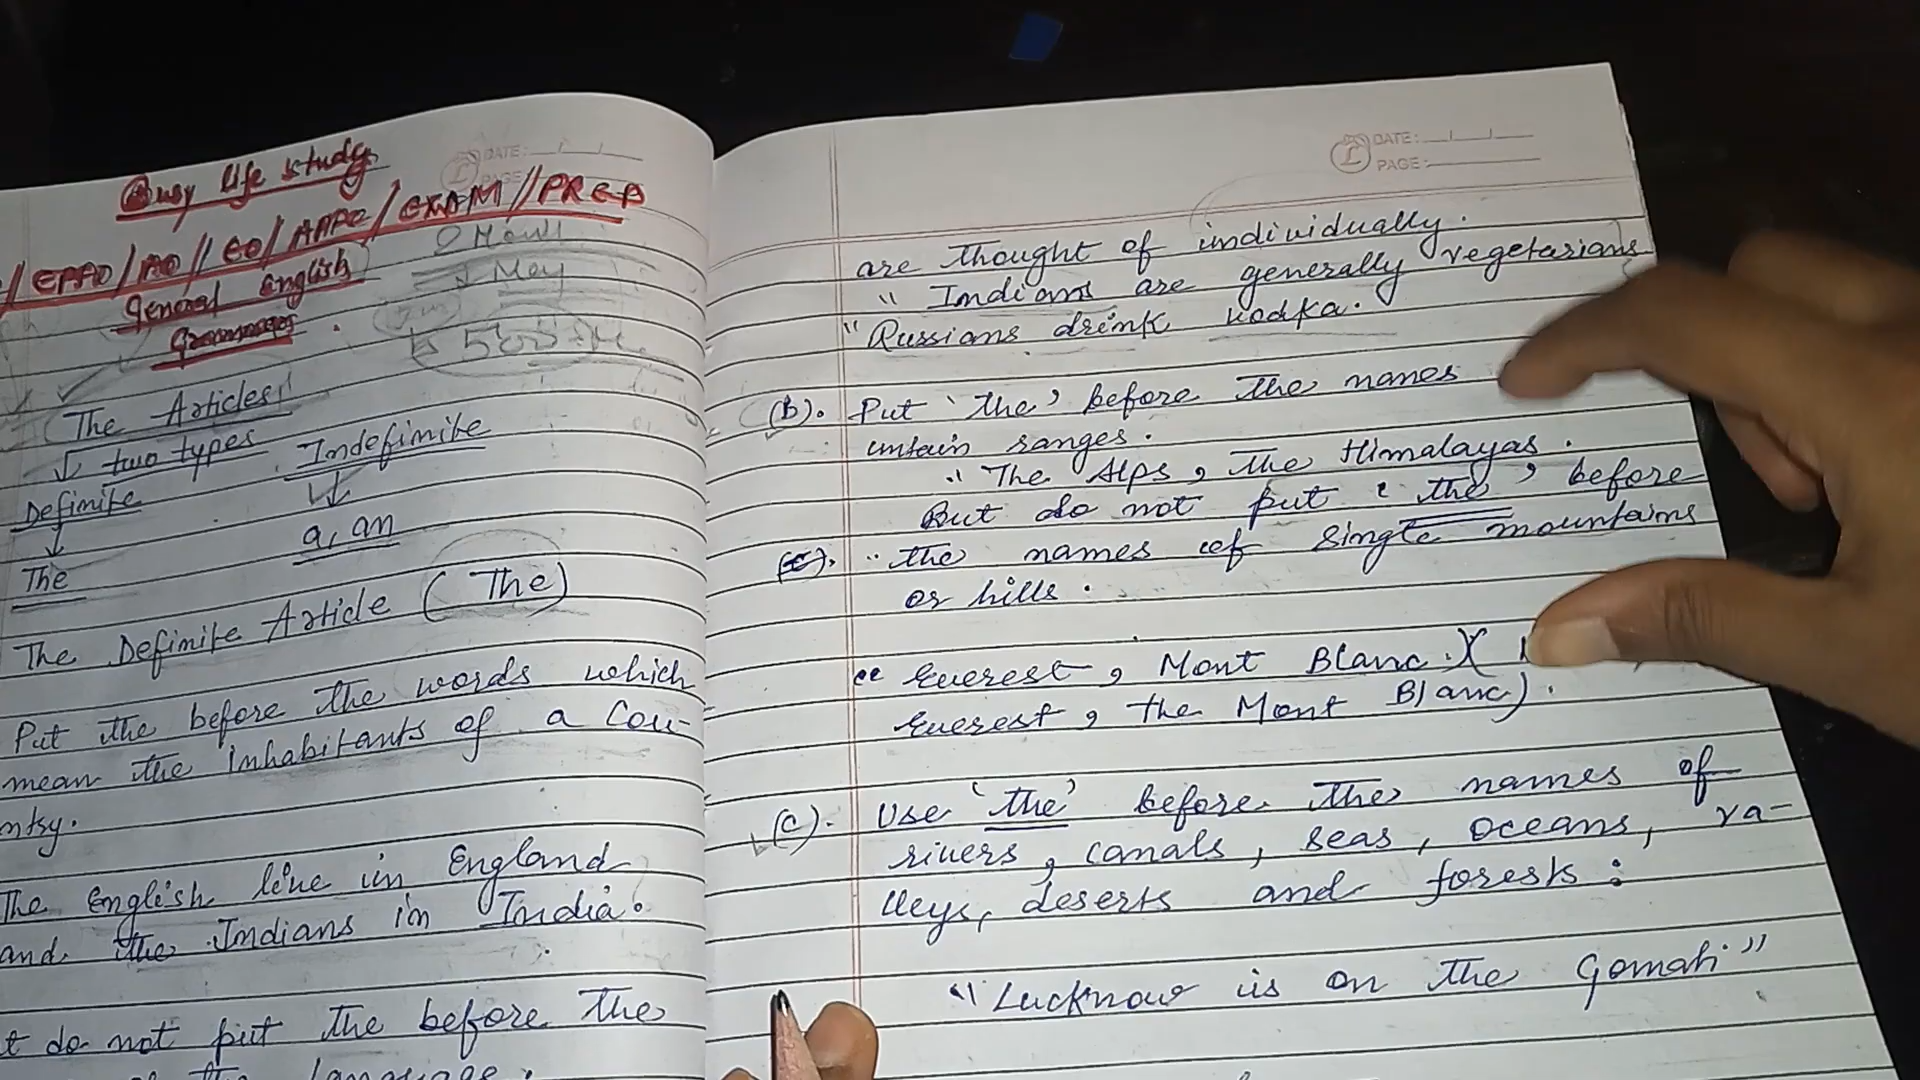 Busy life study
/ EPFO / AO // EO / APFC / EXAM // PREP
General English
Grammar
DATE:
The Articles
two types
Definite
Indefinite
The
a, an
The Definite Article (The)
Put the before the words which
mean the inhabitants of a Cou-
ntry.
The English live in England
and the Indians in India.
t do not put the before the
the language.
DATE:
PAGE:
are thought of individually.
" Indians are generally vegetarians
" Russians drink vodka.
(b). Put 'the' before the names
untain ranges.
" The Alps, the Himalayas.
But do not put 'the' before
(c). " the names of single mountains
or hills.
" Everest, Mont Blanc. X (
Everest, the Mont Blanc).
(C). Use 'the' before the names of
rivers, canals, seas, oceans, va-
lleys, deserts and forests:
"Lucknow is on the Gomati"